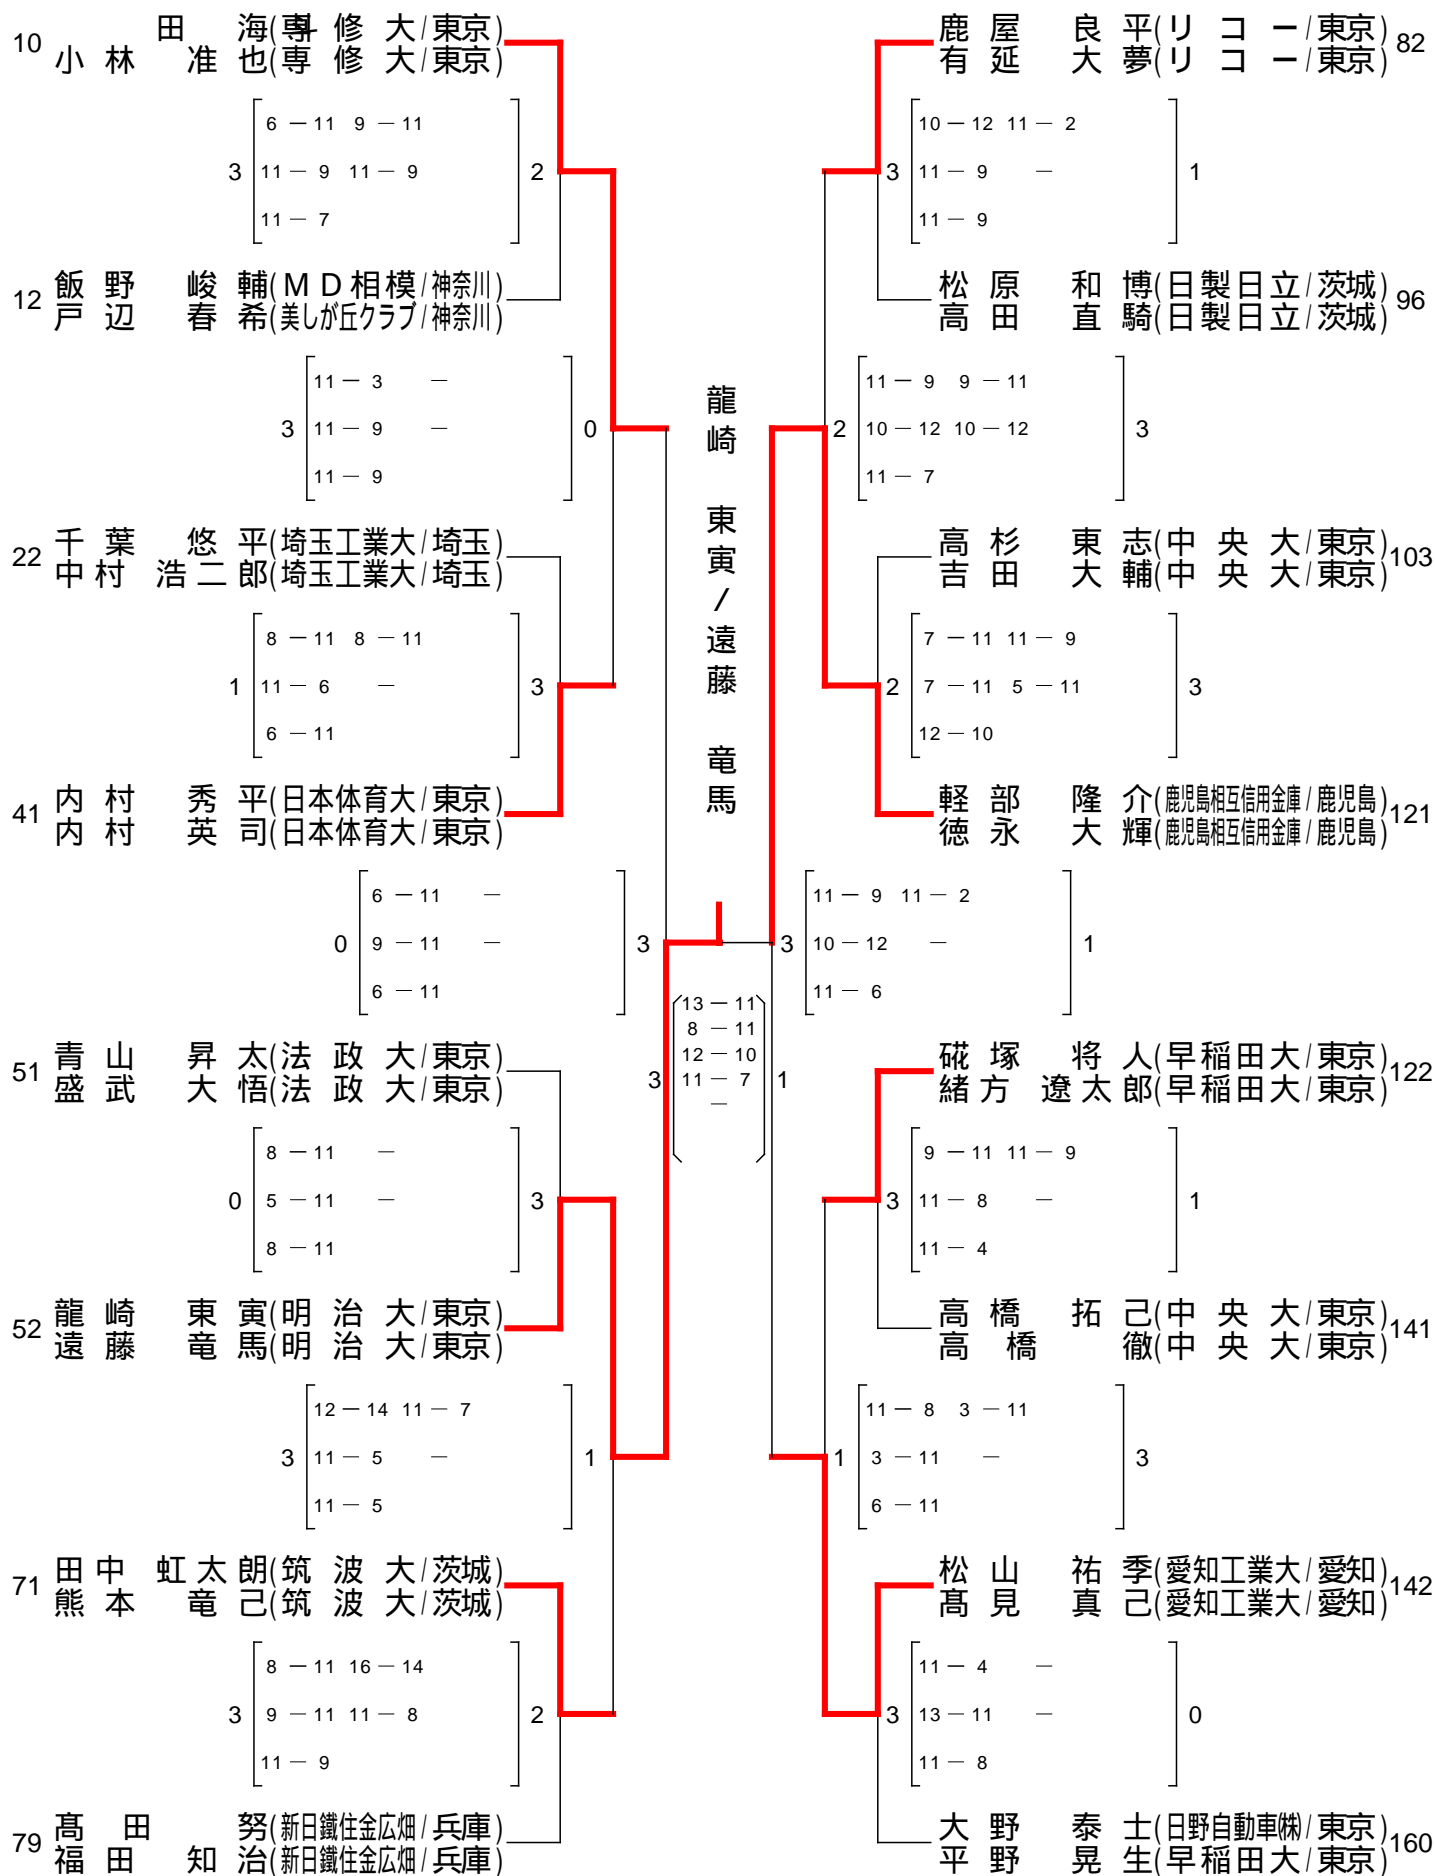 10
田 海(専修大/東京)
小林 准也(専修大/東京)
3
6 ― 11 9 ― 11
11 ― 9 11 ― 9
11 ― 7
2
12
飯野 峻輔(MD相模/神奈川)
戸辺 春希(美しが丘クラブ/神奈川)
3
11 ― 3 ―
11 ― 9 ―
11 ― 9
0
22
千葉 悠平(埼玉工業大/埼玉)
中村 浩二郎(埼玉工業大/埼玉)
1
8 ― 11 8 ― 11
11 ― 6 ―
6 ― 11
3
41
内村 秀平(日本体育大/東京)
内村 英司(日本体育大/東京)
0
6 ― 11 ―
9 ― 11 ―
6 ― 11
3
51
青山 昇太(法政大/東京)
盛武 大悟(法政大/東京)
0
8 ― 11 ―
5 ― 11 ―
8 ― 11
3
52
龍崎 東寅(明治大/東京)
遠藤 竜馬(明治大/東京)
3
12 ― 14 11 ― 7
11 ― 5 ―
11 ― 5
1
71
田中 虹太朗(筑波大/茨城)
熊本 竜己(筑波大/茨城)
3
8 ― 11 16 ― 14
9 ― 11 11 ― 8
11 ― 9
2
79
髙田 努(新日鐵住金広畑/兵庫)
福田 知治(新日鐵住金広畑/兵庫)
龍崎 東寅/遠藤 竜馬
3
13 ― 11
8 ― 11
12 ― 10
11 ― 7
―
1
鹿屋 良平(リコー/東京)
有延 大夢(リコー/東京)
82
3
10 ― 12 11 ― 2
11 ― 9 ―
11 ― 9
1
松原 和博(日製日立/茨城)
高田 直騎(日製日立/茨城)
96
2
11 ― 9 9 ― 11
10 ― 12 10 ― 12
11 ― 7
3
高杉 東志(中央大/東京)
吉田 大輔(中央大/東京)
103
2
7 ― 11 11 ― 9
7 ― 11 5 ― 11
12 ― 10
3
軽部 隆介(鹿児島相互信用金庫/鹿児島)
徳永 大輝(鹿児島相互信用金庫/鹿児島)
121
3
11 ― 9 11 ― 2
10 ― 12 ―
11 ― 6
1
硴塚 将人(早稲田大/東京)
緒方 遼太郎(早稲田大/東京)
122
3
9 ― 11 11 ― 9
11 ― 8 ―
11 ― 4
1
高橋 拓己(中央大/東京)
高橋 徹(中央大/東京)
141
1
11 ― 8 3 ― 11
3 ― 11 ―
6 ― 11
3
松山 祐季(愛知工業大/愛知)
髙見 真己(愛知工業大/愛知)
142
3
11 ― 4 ―
13 ― 11 ―
11 ― 8
0
大野 泰士(日野自動車㈱/東京)
平野 晃生(早稲田大/東京)
160